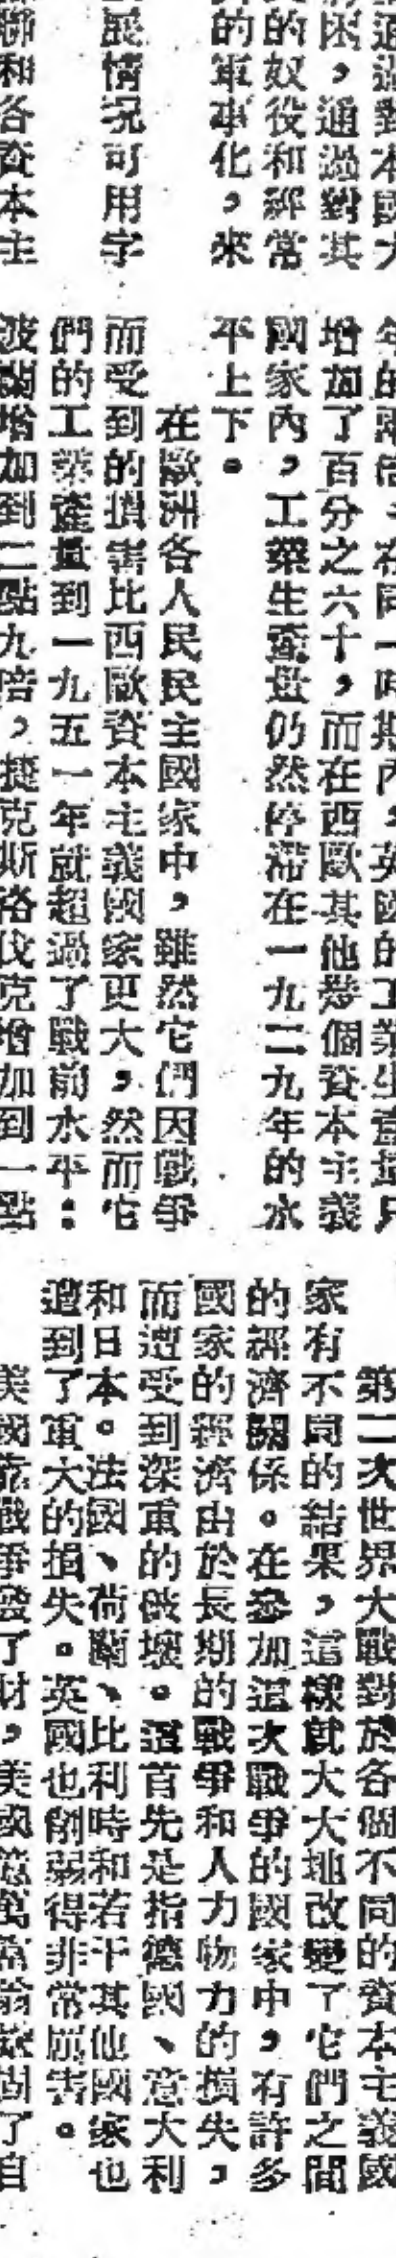 通過對本國大
困，通過對其
的奴役和經常
的軍事化，來
展情况可用字
聯和各資本主
年的兩倍，在同一時期內，英國的工業生產量只
增加了百分之六十，而在西歐其他幾個資本主義
國家內，工業生產量仍然停滯在一九二九年的水
平上下。
在歐洲各人民民主國家中，雖然它們因戰爭
而受到的損害比西歐資本主義國家更大，然而它
們的工業產量到一九五一年就超過了戰前水平：
波蘭增加到二點九倍，捷克斯洛伐克增加到一點
第二次世界大戰對於各個不同的資本主義國
家有不同的結果，這樣就大大地改變了它們之間
的經濟關係。在參加這次戰爭的國家中，有許多
國家的經濟由於長期的戰爭和人力物力的損失，
而遭受到深重的破壞。這首先是指德國、意大利
和日本。法國、荷蘭、比利時和若干其他國家也
遭到了重大的損失。英國也削弱得非常厲害。
美國靠戰爭發了財，美國